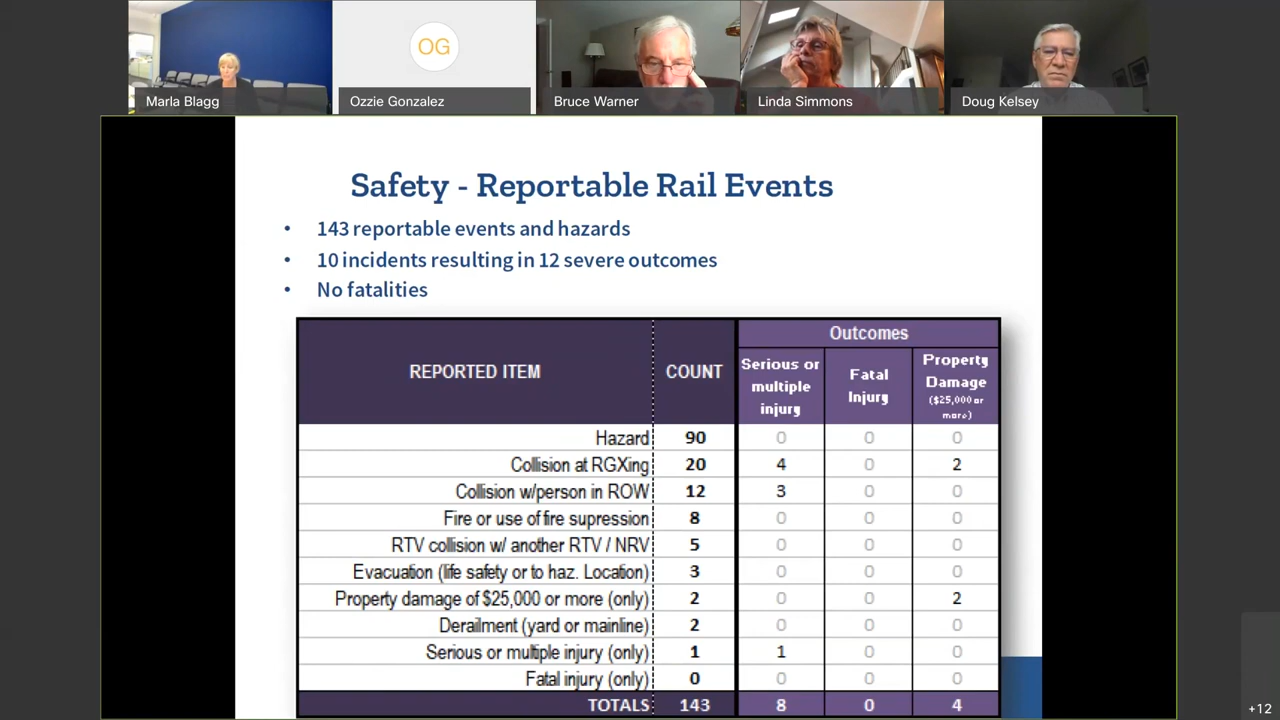 OG
Marla Blagg
Ozzie Gonzalez
Bruce Warner
Linda Simmons
Doug Kelsey
Safety - Reportable Rail Events
• 143 reportable events and hazards
• 10 incidents resulting in 12 severe outcomes
• No fatalities
REPORTED ITEM COUNT Outcomes
Serious or multiple injury
Fatal Injury
Property Damage ($25,000 or more)
Hazard 90 0 0 0
Collision at RGXing 20 4 0 2
Collision w/person in ROW 12 3 0 0
Fire or use of fire supression 8 0 0 0
RTV collision w/ another RTV / NRV 5 0 0 0
Evacuation (life safety or to haz. Location) 3 0 0 0
Property damage of $25,000 or more (only) 2 0 0 2
Derailment (yard or mainline) 2 0 0 0
Serious or multiple injury (only) 1 1 0 0
Fatal injury (only) 0 0 0 0
TOTALS 143 8 0 4
+12